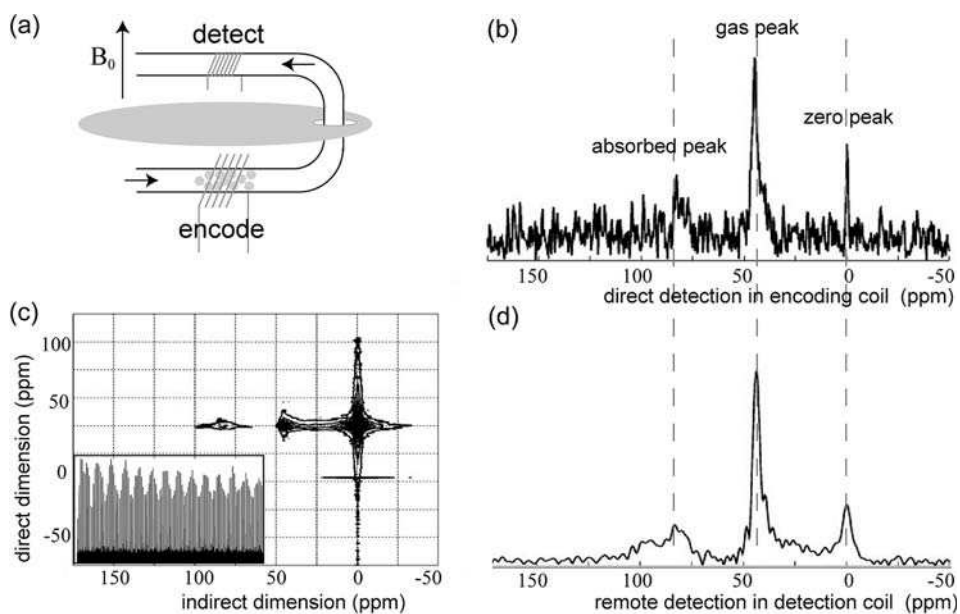 (a)
B0
detect
encode
(b)
gas peak
absorbed peak
zero peak
150 100 50 0 -50
direct detection in encoding coil (ppm)
(c)
direct dimension (ppm)
100
50
0
-50
150 100 50 0 -50
indirect dimension (ppm)
(d)
150 100 50 0 -50
remote detection in detection coil (ppm)